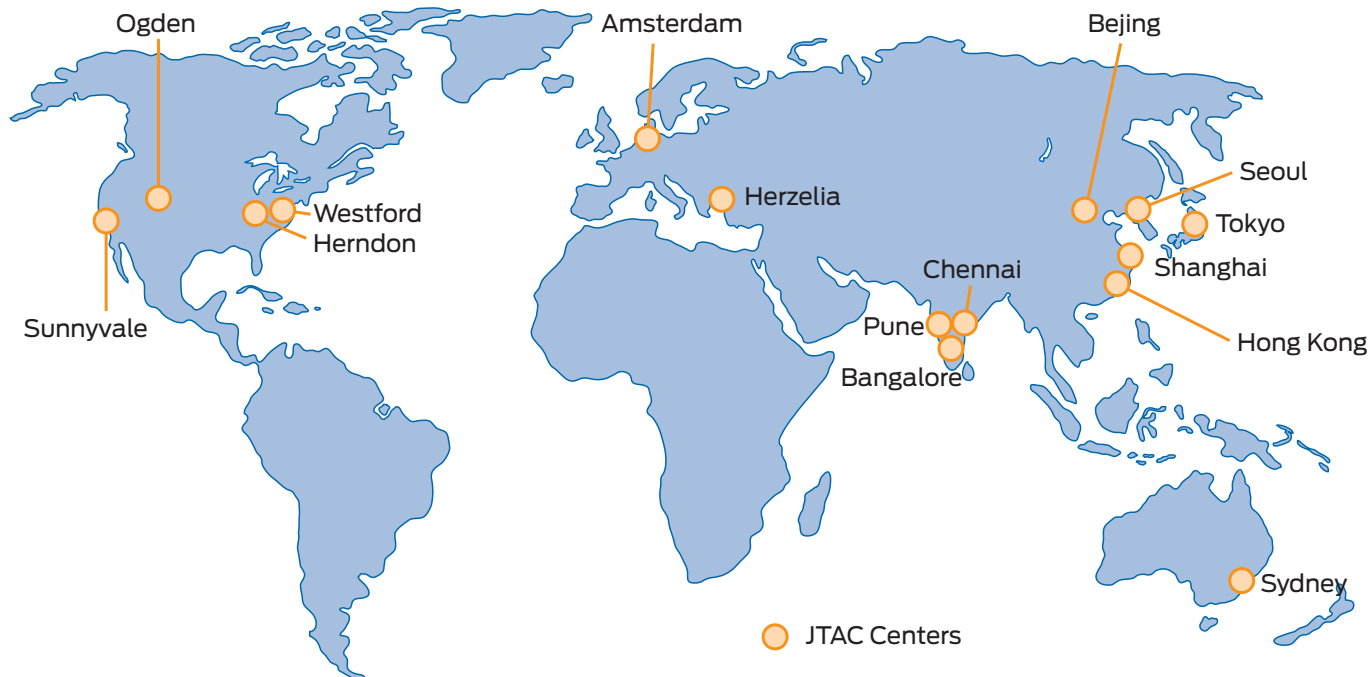 Ogden
Amsterdam
Bejing
Seoul
Herzelia
Westford
Tokyo
Herndon
Shanghai
Chennai
Sunnyvale
Pune
Hong Kong
Bangalore
Sydney
JTAC Centers